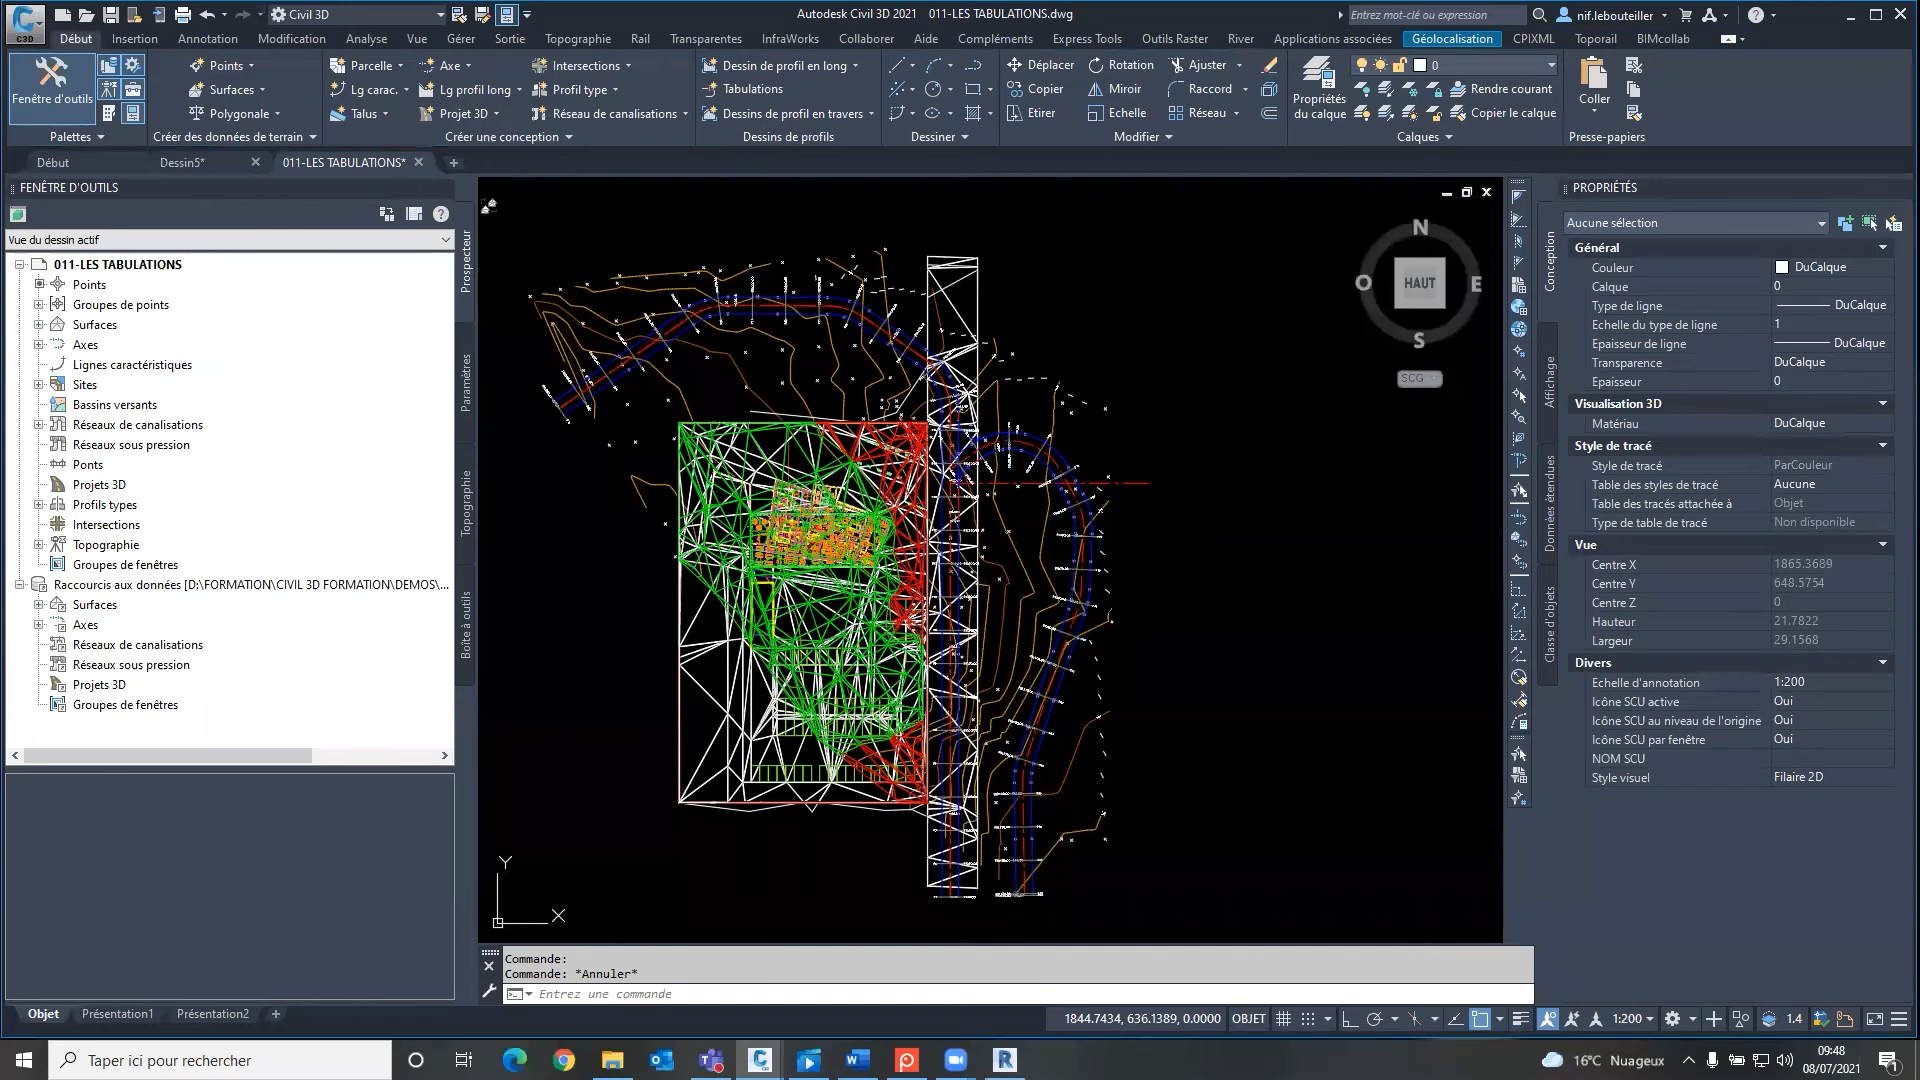 Civil 3D
Autodesk Civil 3D 2021 011-LES TABULATIONS.dwg
Entrez mot-clé ou expression
nif.lebouteiller
C3D
Début Insertion Annotation Modification Analyse Vue Gérer Sortie Topographie Rail Transparentes InfraWorks Collaborer Aide Compléments Express Tools Outils Raster River Applications associées Géolocalisation CPIXML Toporail BIMcollab
Points Parcelle Axe Intersections Dessin de profil en long Déplacer Rotation Ajuster 0
Fenêtre d'outils Surfaces Lg carac. Lg profil long Profil type Tabulations Copier Miroir Raccord Propriétés du calque Rendre courant Coller
Polygonale Talus Projet 3D Réseau de canalisations Dessins de profil en travers Etirer Echelle Réseau Copier le calque
Palettes Créer des données de terrain Créer une conception Dessins de profils Dessiner Modifier Calques Presse-papiers
Début Dessin5* 011-LES TABULATIONS*
FENÊTRE D'OUTILS
Vue du dessin actif
011-LES TABULATIONS
Points
Groupes de points
Surfaces
Axes
Lignes caractéristiques
Sites
Bassins versants
Réseaux de canalisations
Réseaux sous pression
Ponts
Projets 3D
Profils types
Intersections
Topographie
Groupes de fenêtres
Raccourcis aux données [D:\FORMATION\CIVIL 3D FORMATION\DEMOS\...
Surfaces
Axes
Réseaux de canalisations
Réseaux sous pression
Projets 3D
Groupes de fenêtres
Prospecteur
Paramètres
Topographie
Boîte à outils
N
O HAUT E
S
SCG
Y
X
Conception
Affichage
Données étendues
Classe d'objets
PROPRIÉTÉS
Aucune sélection
Général
Couleur DuCalque
Calque 0
Type de ligne DuCalque
Echelle du type de ligne 1
Epaisseur de ligne DuCalque
Transparence DuCalque
Epaisseur 0
Visualisation 3D
Matériau DuCalque
Style de tracé
Style de tracé ParCouleur
Table des styles de tracé Aucune
Table des tracés attachée à Objet
Type de table de tracé Non disponible
Vue
Centre X 1865.3689
Centre Y 648.5754
Centre Z 0
Hauteur 21.7822
Largeur 29.1568
Divers
Echelle d'annotation 1:200
Icône SCU active Oui
Icône SCU au niveau de l'origine Oui
Icône SCU par fenêtre Oui
NOM SCU
Style visuel Filaire 2D
Commande:
Commande: *Annuler*
Entrez une commande
Objet Présentation1 Présentation2
1844.7434, 636.1389, 0.0000 OBJET 1:200 1.4
Taper ici pour rechercher
16°C Nuageux
09:48
08/07/2021
1